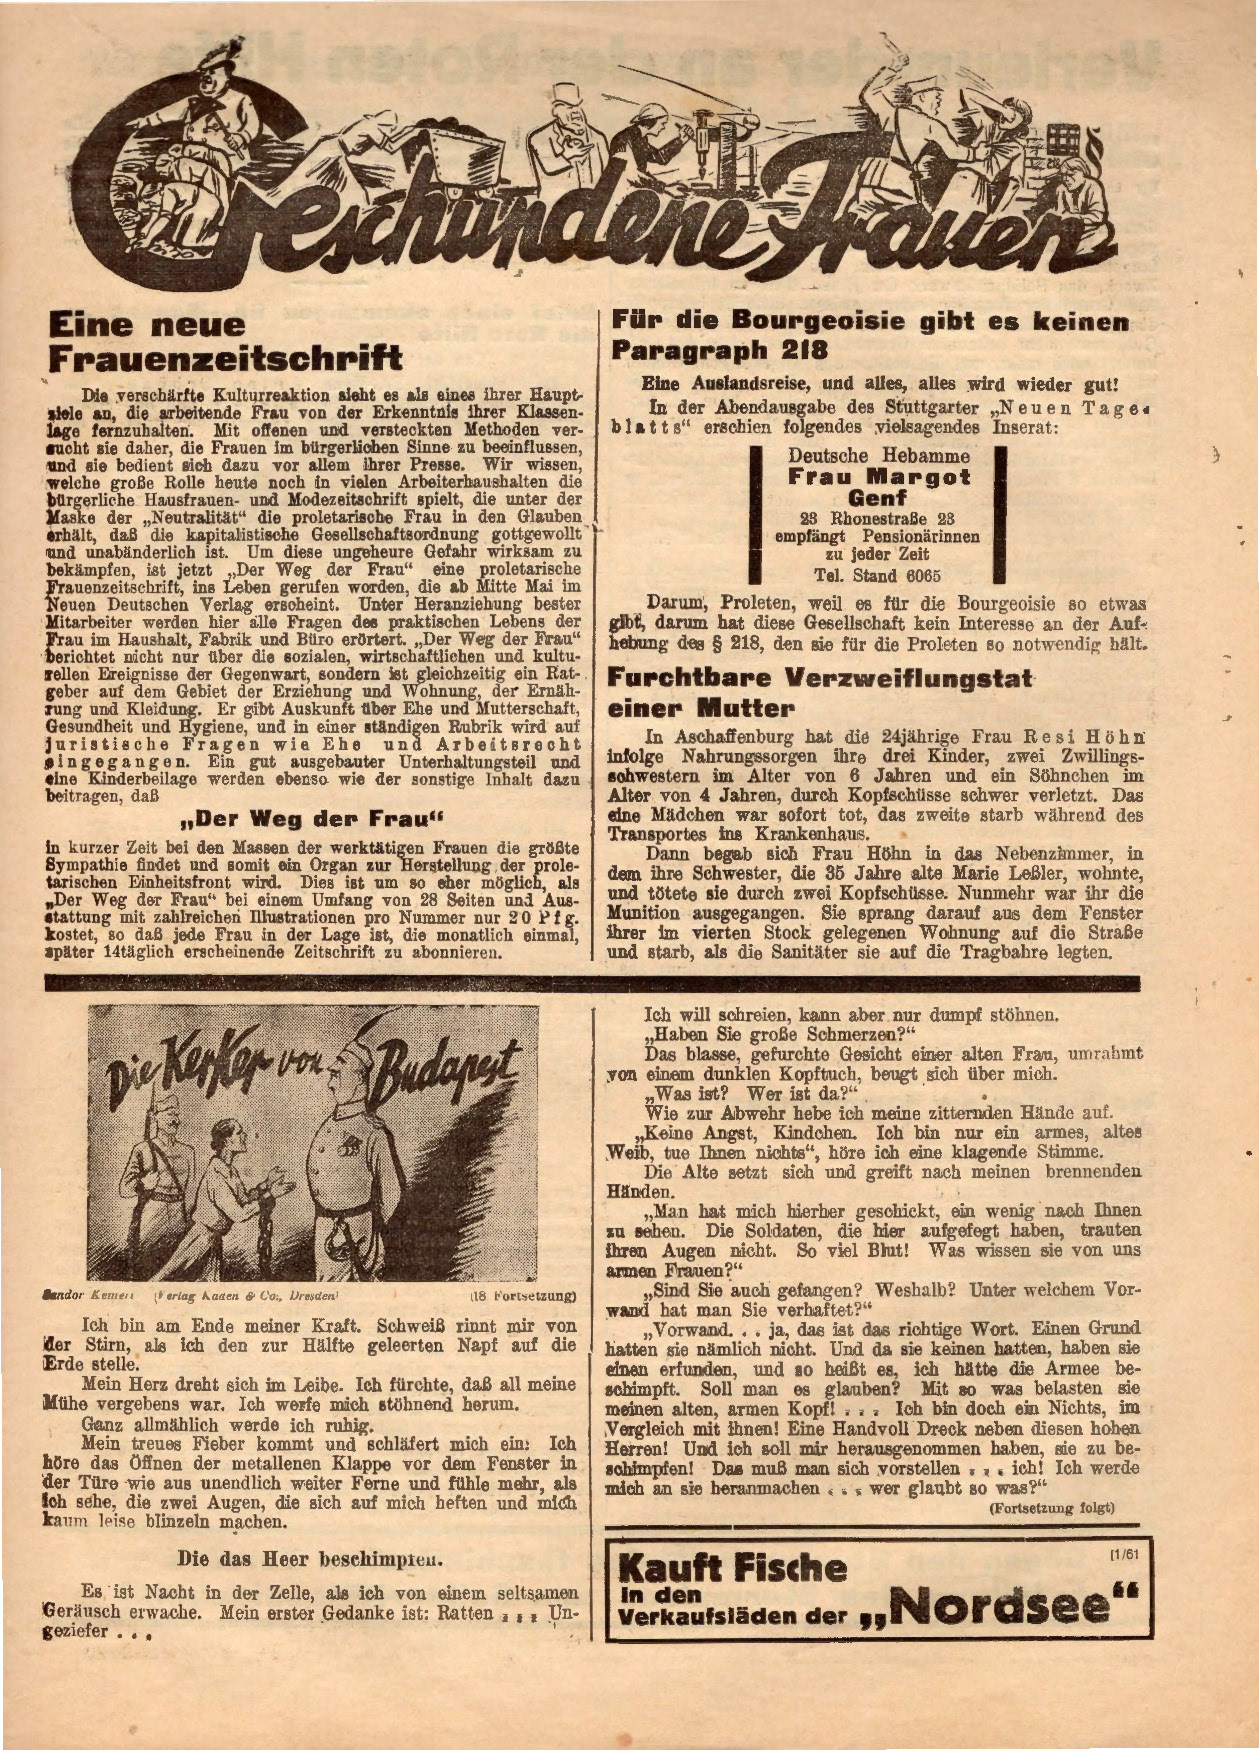 Geschundene Frauen
Eine neue
Frauenzeitschrift
Die verschärfte Kulturreaktion sieht es als eines ihrer Haupt-
ziele an, die arbeitende Frau von der Erkenntnis ihrer Klassen-
lage fernzuhalten. Mit offenen und versteckten Methoden ver-
sucht sie daher, die Frauen im bürgerlichen Sinne zu beeinflussen,
und sie bedient sich dazu vor allem ihrer Presse. Wir wissen,
welche große Rolle heute noch in vielen Arbeiterhaushalten die
bürgerliche Hausfrauen- und Modezeitschrift spielt, die unter der
Maske der „Neutralität“ die proletarische Frau in den Glauben
erhält, daß die kapitalistische Gesellschaftsordnung gottgewollt
und unabänderlich ist. Um diese ungeheure Gefahr wirksam zu
bekämpfen, ist jetzt „Der Weg der Frau“ eine proletarische
Frauenzeitschrift, ins Leben gerufen worden, die ab Mitte Mai im
Neuen Deutschen Verlag erscheint. Unter Heranziehung bester
Mitarbeiter werden hier alle Fragen des praktischen Lebens der
Frau im Haushalt, Fabrik und Büro erörtert. „Der Weg der Frau“
berichtet nicht nur über die sozialen, wirtschaftlichen und kultu-
rellen Ereignisse der Gegenwart, sondern ist gleichzeitig ein Rat-
geber auf dem Gebiet der Erziehung und Wohnung, der Ernäh-
rung und Kleidung. Er gibt Auskunft über Ehe und Mutterschaft,
Gesundheit und Hygiene, und in einer ständigen Rubrik wird auf
juristische Fragen wie Ehe und Arbeitsrecht
eingegangen. Ein gut ausgebauter Unterhaltungsteil und
eine Kinderbeilage werden ebenso wie der sonstige Inhalt dazu
beitragen, daß
„Der Weg der Frau“
in kurzer Zeit bei den Massen der werktätigen Frauen die größte
Sympathie findet und somit ein Organ zur Herstellung der prole-
tarischen Einheitsfront wird. Dies ist um so eher möglich, als
„Der Weg der Frau“ bei einem Umfang von 28 Seiten und Aus-
stattung mit zahlreichen Illustrationen pro Nummer nur 20 Pfg.
kostet, so daß jede Frau in der Lage ist, die monatlich einmal,
später 14täglich erscheinende Zeitschrift zu abonnieren.
Für die Bourgeoisie gibt es keinen
Paragraph 218
Eine Auslandsreise, und alles, alles wird wieder gut!
In der Abendausgabe des Stuttgarter „Neuen Tage-
blatts“ erschien folgendes vielsagendes Inserat:
Deutsche Hebamme
Frau Margot
Genf
23 Rhonestraße 23
empfängt Pensionärinnen
zu jeder Zeit
Tel. Stand 6065
Darum, Proleten, weil es für die Bourgeoisie so etwas
gibt, darum hat diese Gesellschaft kein Interesse an der Auf-
hebung des § 218, den sie für die Proleten so notwendig hält.
Furchtbare Verzweiflungstat
einer Mutter
In Aschaffenburg hat die 24jährige Frau Resi Höhn
infolge Nahrungssorgen ihre drei Kinder, zwei Zwillings-
schwestern im Alter von 6 Jahren und ein Söhnchen im
Alter von 4 Jahren, durch Kopfschüsse schwer verletzt. Das
eine Mädchen war sofort tot, das zweite starb während des
Transportes ins Krankenhaus.
Dann begab sich Frau Höhn in das Nebenzimmer, in
dem ihre Schwester, die 35 Jahre alte Marie Leßler, wohnte,
und tötete sie durch zwei Kopfschüsse. Nunmehr war ihr die
Munition ausgegangen. Sie sprang darauf aus dem Fenster
ihrer im vierten Stock gelegenen Wohnung auf die Straße
und starb, als die Sanitäter sie auf die Tragbahre legten.
Die Kerker von Budapest
Sandor Kemeri (Verlag Kaden & Co., Dresden) (18 Fortsetzung)
Ich bin am Ende meiner Kraft. Schweiß rinnt mir von
der Stirn, als ich den zur Hälfte geleerten Napf auf die
Erde stelle.
Mein Herz dreht sich im Leibe. Ich fürchte, daß all meine
Mühe vergebens war. Ich werfe mich stöhnend herum.
Ganz allmählich werde ich ruhig.
Mein treues Fieber kommt und schläfert mich ein: Ich
höre das Öffnen der metallenen Klappe vor dem Fenster in
der Türe wie aus unendlich weiter Ferne und fühle mehr, als
ich sehe, die zwei Augen, die sich auf mich heften und mich
kaum leise blinzeln machen.
Die das Heer beschimpfen.
Es ist Nacht in der Zelle, als ich von einem seltsamen
Geräusch erwache. Mein erster Gedanke ist: Ratten ... Un-
geziefer ...
Ich will schreien, kann aber nur dumpf stöhnen.
„Haben Sie große Schmerzen?“
Das blasse, gefurchte Gesicht einer alten Frau, umrahmt
von einem dunklen Kopftuch, beugt sich über mich.
„Was ist? Wer ist da?“
Wie zur Abwehr hebe ich meine zitternden Hände auf.
„Keine Angst, Kindchen. Ich bin nur ein armes, altes
Weib, tue Ihnen nichts“, höre ich eine klagende Stimme.
Die Alte setzt sich und greift nach meinen brennenden
Händen.
„Man hat mich hierher geschickt, ein wenig nach Ihnen
zu sehen. Die Soldaten, die hier aufgefegt haben, trauten
ihren Augen nicht. So viel Blut! Was wissen sie von uns
armen Frauen?“
„Sind Sie auch gefangen? Weshalb? Unter welchem Vor-
wand hat man Sie verhaftet?“
„Vorwand... ja, das ist das richtige Wort. Einen Grund
hatten sie nämlich nicht. Und da sie keinen hatten, haben sie
einen erfunden, und so heißt es, ich hätte die Armee be-
schimpft. Soll man es glauben? Mit so was belasten sie
meinen alten, armen Kopf! ... Ich bin doch ein Nichts, im
Vergleich mit ihnen! Eine Handvoll Dreck neben diesen hohen
Herren! Und ich soll mir herausgenommen haben, sie zu be-
schimpfen! Das muß man sich vorstellen ... ich! Ich werde
mich an sie heranmachen ... wer glaubt so was?“
(Fortsetzung folgt)
Kauft Fische [1/61
in den
Verkaufsläden der „Nordsee“